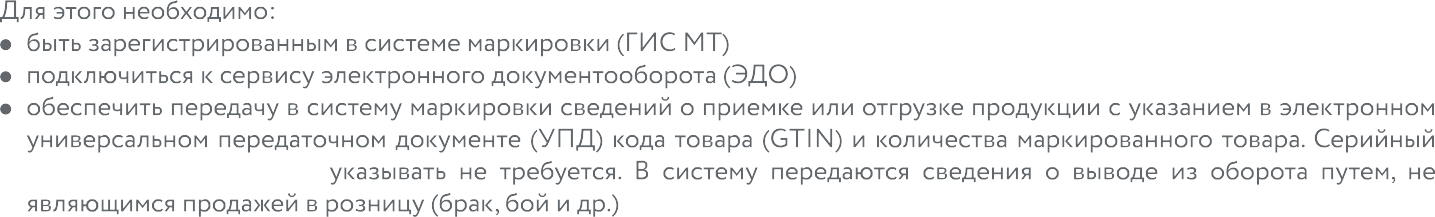 Для этого необходимо:
• быть зарегистрированным в системе маркировки (ГИС МТ)
• подключиться к сервису электронного документооборота (ЭДО)
• обеспечить передачу в систему маркировки сведений о приемке или отгрузке продукции с указанием в электронном
универсальном передаточном документе (УПД) кода товара (GTIN) и количества маркированного товара. Серийный
указывать не требуется. В систему передаются сведения о выводе из оборота путем, не
являющимся продажей в розницу (брак, бой и др.)